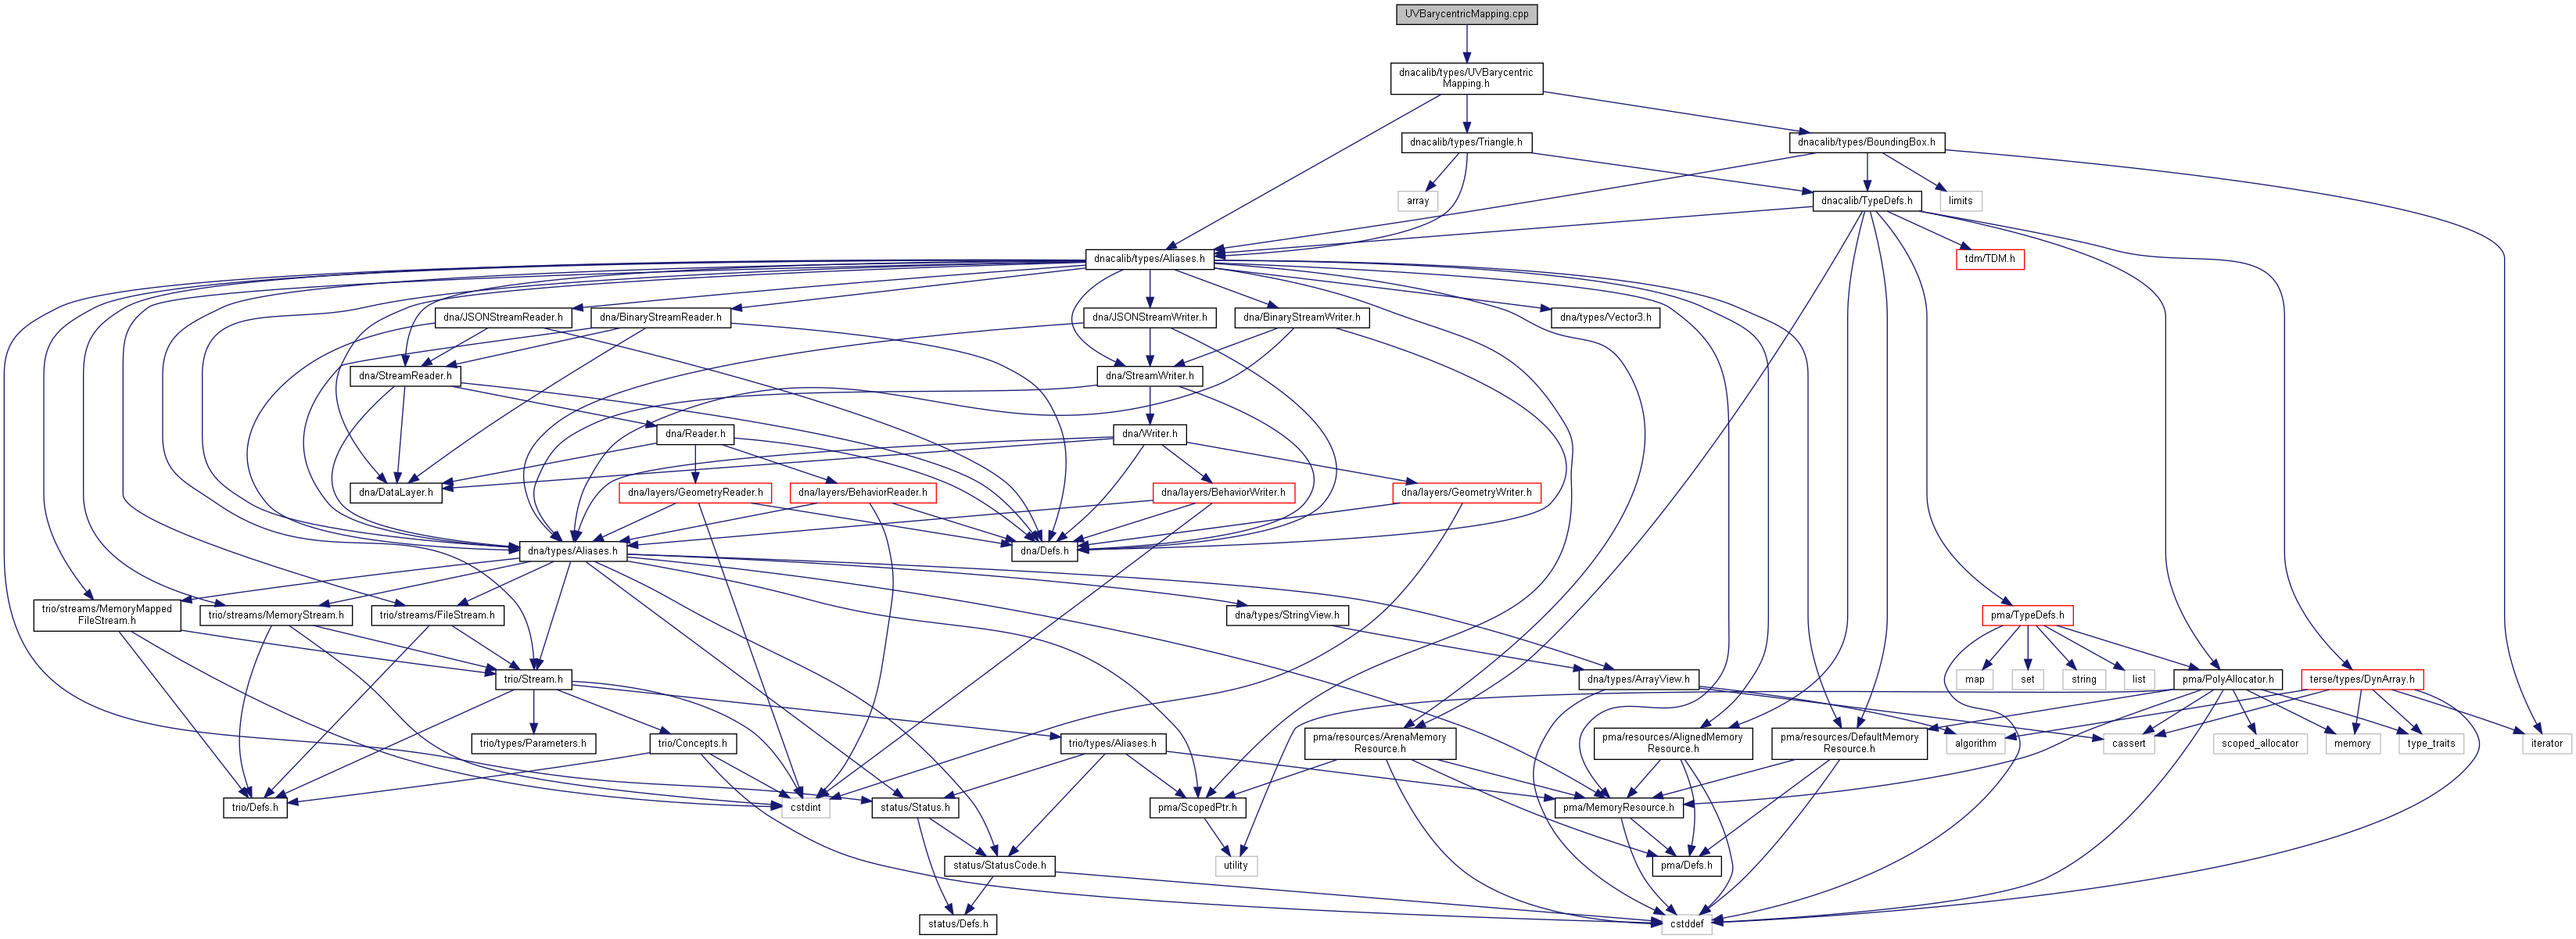 UVBarycentricMapping.cpp
dnacalib/types/UVBarycentric
Mapping.h
dnacalib/types/Triangle.h
dnacalib/types/BoundingBox.h
array
dnacalib/TypeDefs.h
limits
dnacalib/types/Aliases.h
tdm/TDM.h
dna/JSONStreamReader.h
dna/BinaryStreamReader.h
dna/JSONStreamWriter.h
dna/BinaryStreamWriter.h
dna/types/Vector3.h
dna/StreamReader.h
dna/StreamWriter.h
dna/Reader.h
dna/Writer.h
dna/DataLayer.h
dna/layers/GeometryReader.h
dna/layers/BehaviorReader.h
dna/layers/BehaviorWriter.h
dna/layers/GeometryWriter.h
dna/types/Aliases.h
dna/Defs.h
trio/streams/MemoryMapped
FileStream.h
trio/streams/MemoryStream.h
trio/streams/FileStream.h
dna/types/StringView.h
pma/TypeDefs.h
trio/Stream.h
dna/types/ArrayView.h
map
set
string
list
pma/PolyAllocator.h
terse/types/DynArray.h
trio/types/Parameters.h
trio/Concepts.h
trio/types/Aliases.h
pma/resources/ArenaMemory
Resource.h
pma/resources/AlignedMemory
Resource.h
pma/resources/DefaultMemory
Resource.h
algorithm
cassert
scoped_allocator
memory
type_traits
iterator
trio/Defs.h
cstdint
status/Status.h
pma/ScopedPtr.h
pma/MemoryResource.h
status/StatusCode.h
utility
pma/Defs.h
status/Defs.h
cstddef